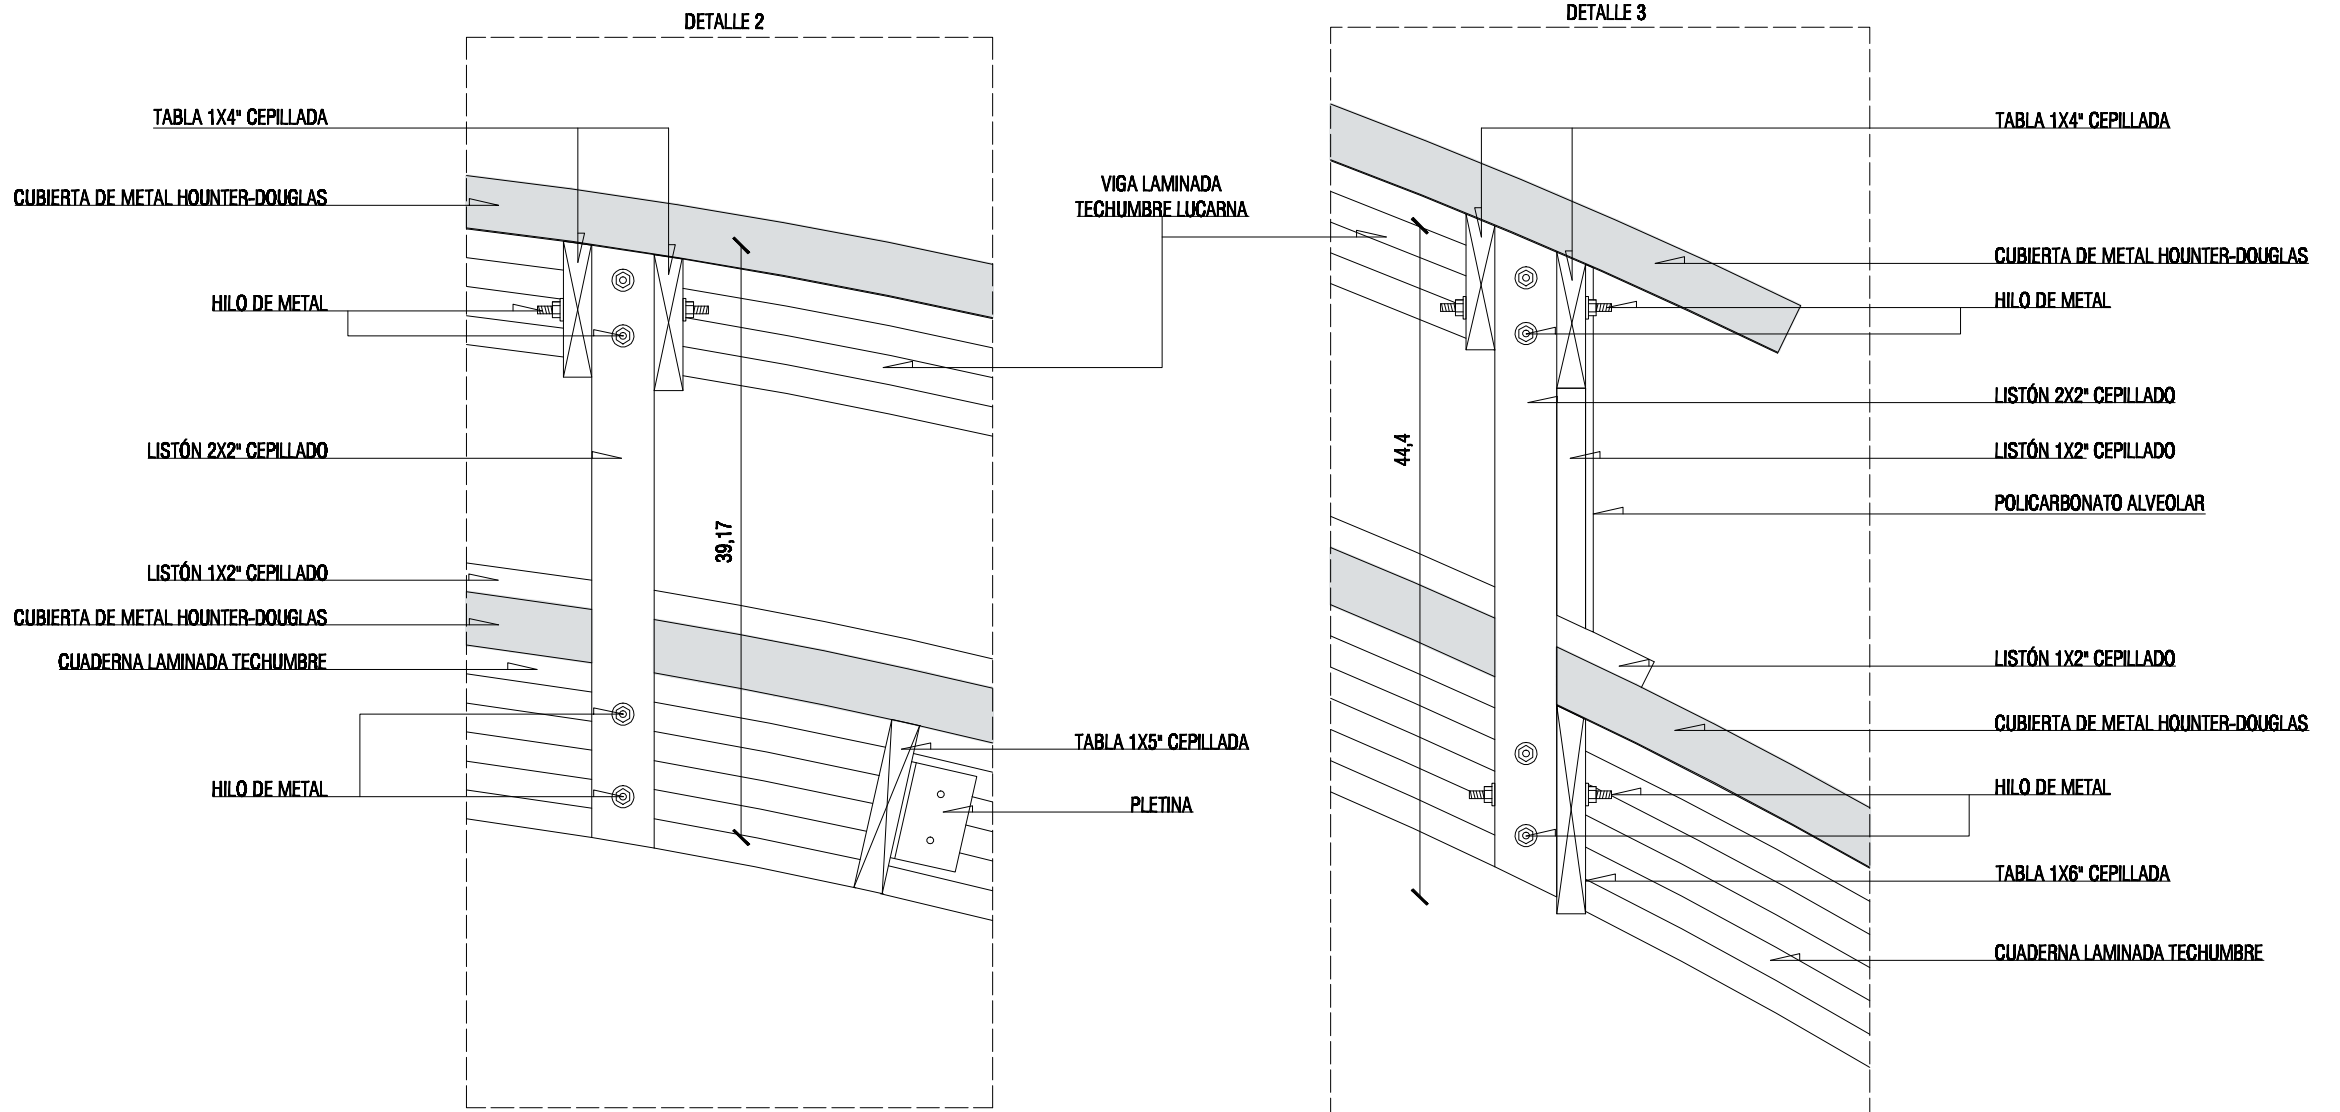 DETALLE 2
TABLA 1X4" CEPILLADA
CUBIERTA DE METAL HOUNTER-DOUGLAS
HILO DE METAL
LISTÓN 2X2" CEPILLADO
LISTÓN 1X2" CEPILLADO
CUBIERTA DE METAL HOUNTER-DOUGLAS
CUADERNA LAMINADA TECHUMBRE
HILO DE METAL
39,17
VIGA LAMINADA
TECHUMBRE LUCARNA
TABLA 1X5" CEPILLADA
PLETINA
DETALLE 3
44,4
TABLA 1X4" CEPILLADA
CUBIERTA DE METAL HOUNTER-DOUGLAS
HILO DE METAL
LISTÓN 2X2" CEPILLADO
LISTÓN 1X2" CEPILLADO
POLICARBONATO ALVEOLAR
LISTÓN 1X2" CEPILLADO
CUBIERTA DE METAL HOUNTER-DOUGLAS
HILO DE METAL
TABLA 1X6" CEPILLADA
CUADERNA LAMINADA TECHUMBRE